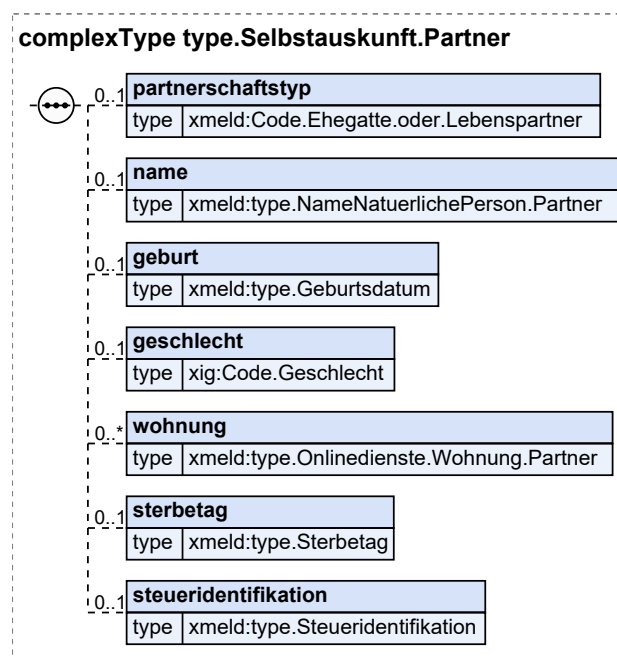 complexType type.Selbstauskunft.Partner
0..1 partnerschaftstyp
type xmeld:Code.Ehegatte.oder.Lebenspartner
0..1 name
type xmeld:type.NameNatuerlichePerson.Partner
0..1 geburt
type xmeld:type.Geburtsdatum
0..1 geschlecht
type xig:Code.Geschlecht
0..* wohnung
type xmeld:type.Onlinedienste.Wohnung.Partner
0..1 sterbetag
type xmeld:type.Sterbetag
0..1 steueridentifikation
type xmeld:type.Steueridentifikation